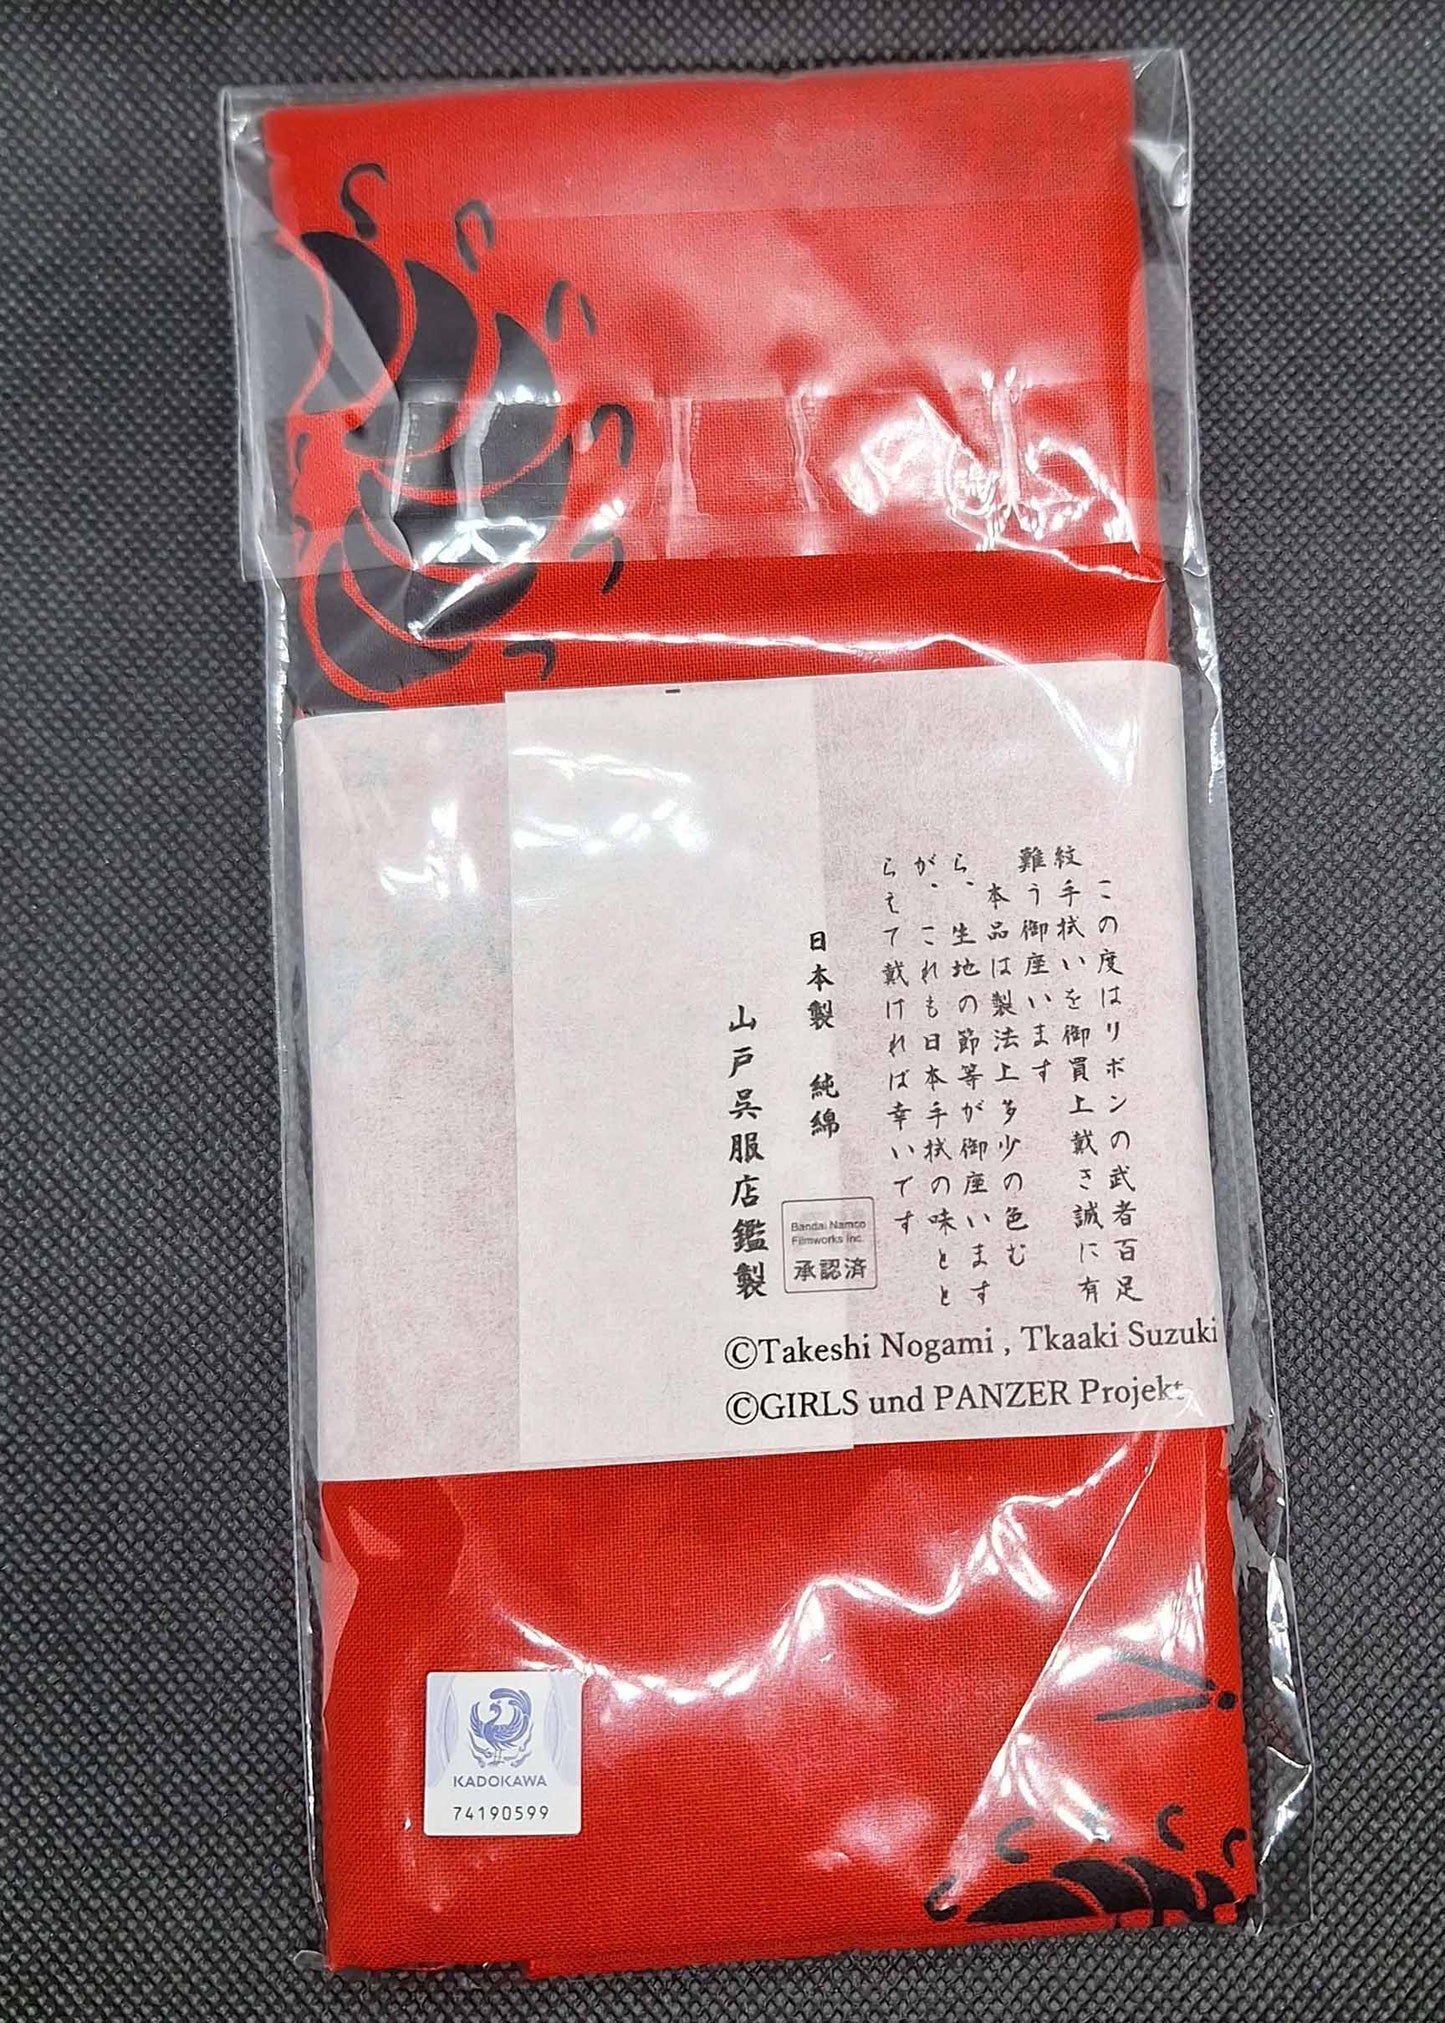 この度はリボンの武者百足
紋手拭いを御買上戴き誠に有
難う御座います
本品は製法上多少の色む
ら、生地の節等が御座います
が、これも日本手拭の味とと
らえて戴ければ幸いです
日本製 純綿
山戸呉服店鑑製
Bandai Namco
Filmworks Inc.
承認済
©Takeshi Nogami , Tkaaki Suzuki
©GIRLS und PANZER Projekt
KADOKAWA
74190599